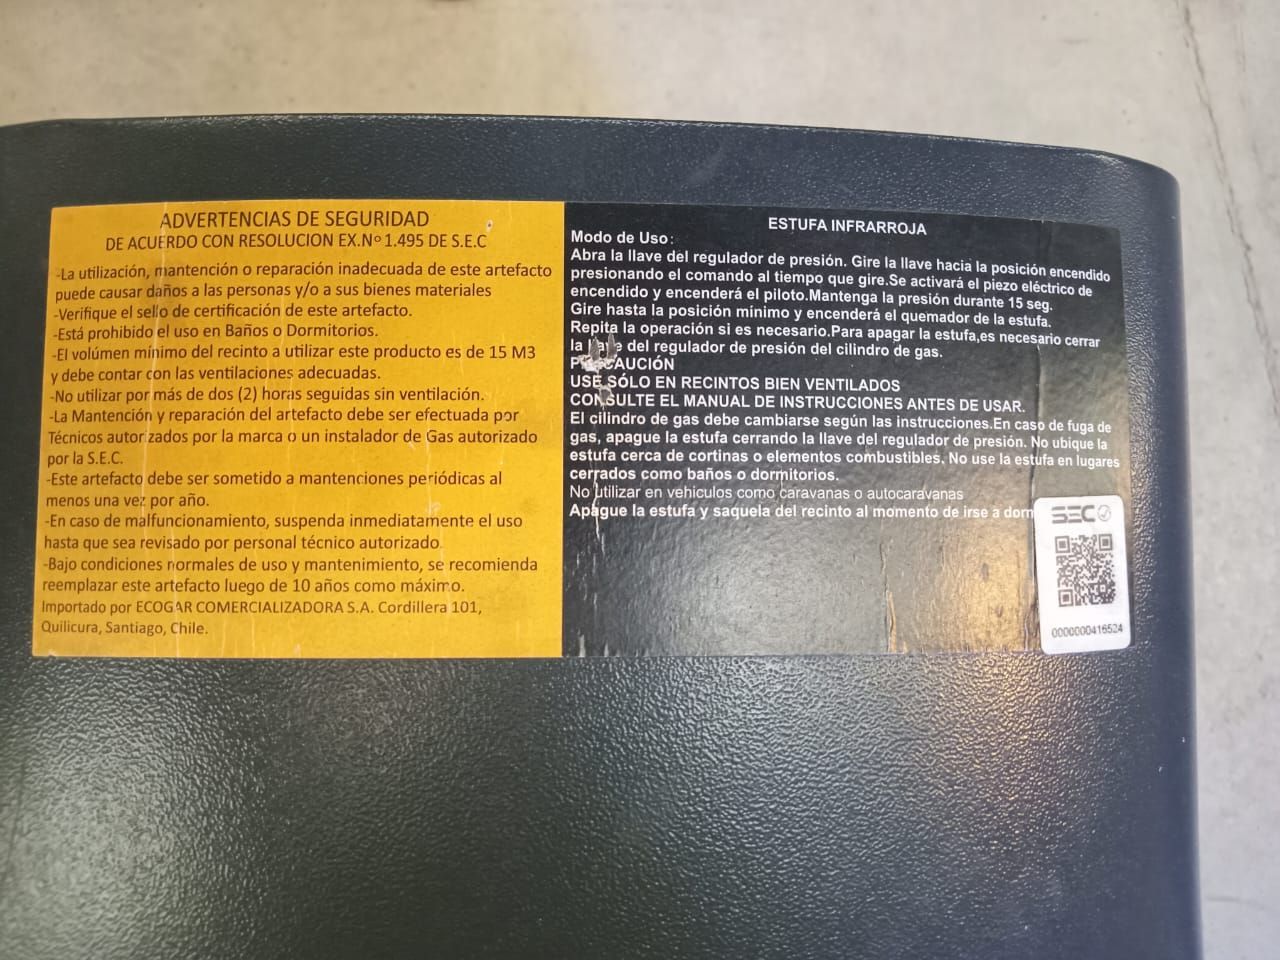 ADVERTENCIAS DE SEGURIDAD
DE ACUERDO CON RESOLUCION EX.Nº 1.495 DE S.E.C
-La utilización, mantención o reparación inadecuada de este artefacto
puede causar daños a las personas y/o a sus bienes materiales
-Verifique el sello de certificación de este artefacto.
-Está prohibido el uso en Baños o Dormitorios.
-El volúmen mínimo del recinto a utilizar este producto es de 15 M3
y debe contar con las ventilaciones adecuadas.
-No utilizar por más de dos (2) horas seguidas sin ventilación.
-La Mantención y reparación del artefacto debe ser efectuada por
Técnicos autorizados por la marca o un instalador de Gas autorizado
por la S.E.C.
-Este artefacto debe ser sometido a mantenciones periódicas al
menos una vez por año.
-En caso de malfuncionamiento, suspenda inmediatamente el uso
hasta que sea revisado por personal técnico autorizado.
-Bajo condiciones normales de uso y mantenimiento, se recomienda
reemplazar este artefacto luego de 10 años como máximo.
Importado por ECOGAR COMERCIALIZADORA S.A. Cordillera 101,
Quilicura, Santiago, Chile.
ESTUFA INFRARROJA
Modo de Uso:
Abra la llave del regulador de presión. Gire la llave hacia la posición encendido
presionando el comando al tiempo que gire.Se activará el piezo eléctrico de
encendido y encenderá el piloto.Mantenga la presión durante 15 seg.
Gire hasta la posición mínimo y encenderá el quemador de la estufa.
Repita la operación si es necesario.Para apagar la estufa,es necesario cerrar
la llave del regulador de presión del cilindro de gas.
PRECAUCIÓN
USE SÓLO EN RECINTOS BIEN VENTILADOS
CONSULTE EL MANUAL DE INSTRUCCIONES ANTES DE USAR.
El cilindro de gas debe cambiarse según las instrucciones.En caso de fuga de
gas, apague la estufa cerrando la llave del regulador de presión. No ubique la
estufa cerca de cortinas o elementos combustibles. No use la estufa en lugares
cerrados como baños o dormitorios.
No utilizar en vehiculos como caravanas o autocaravanas
Apague la estufa y saquela del recinto al momento de irse a dorm
SEC
0000000416524